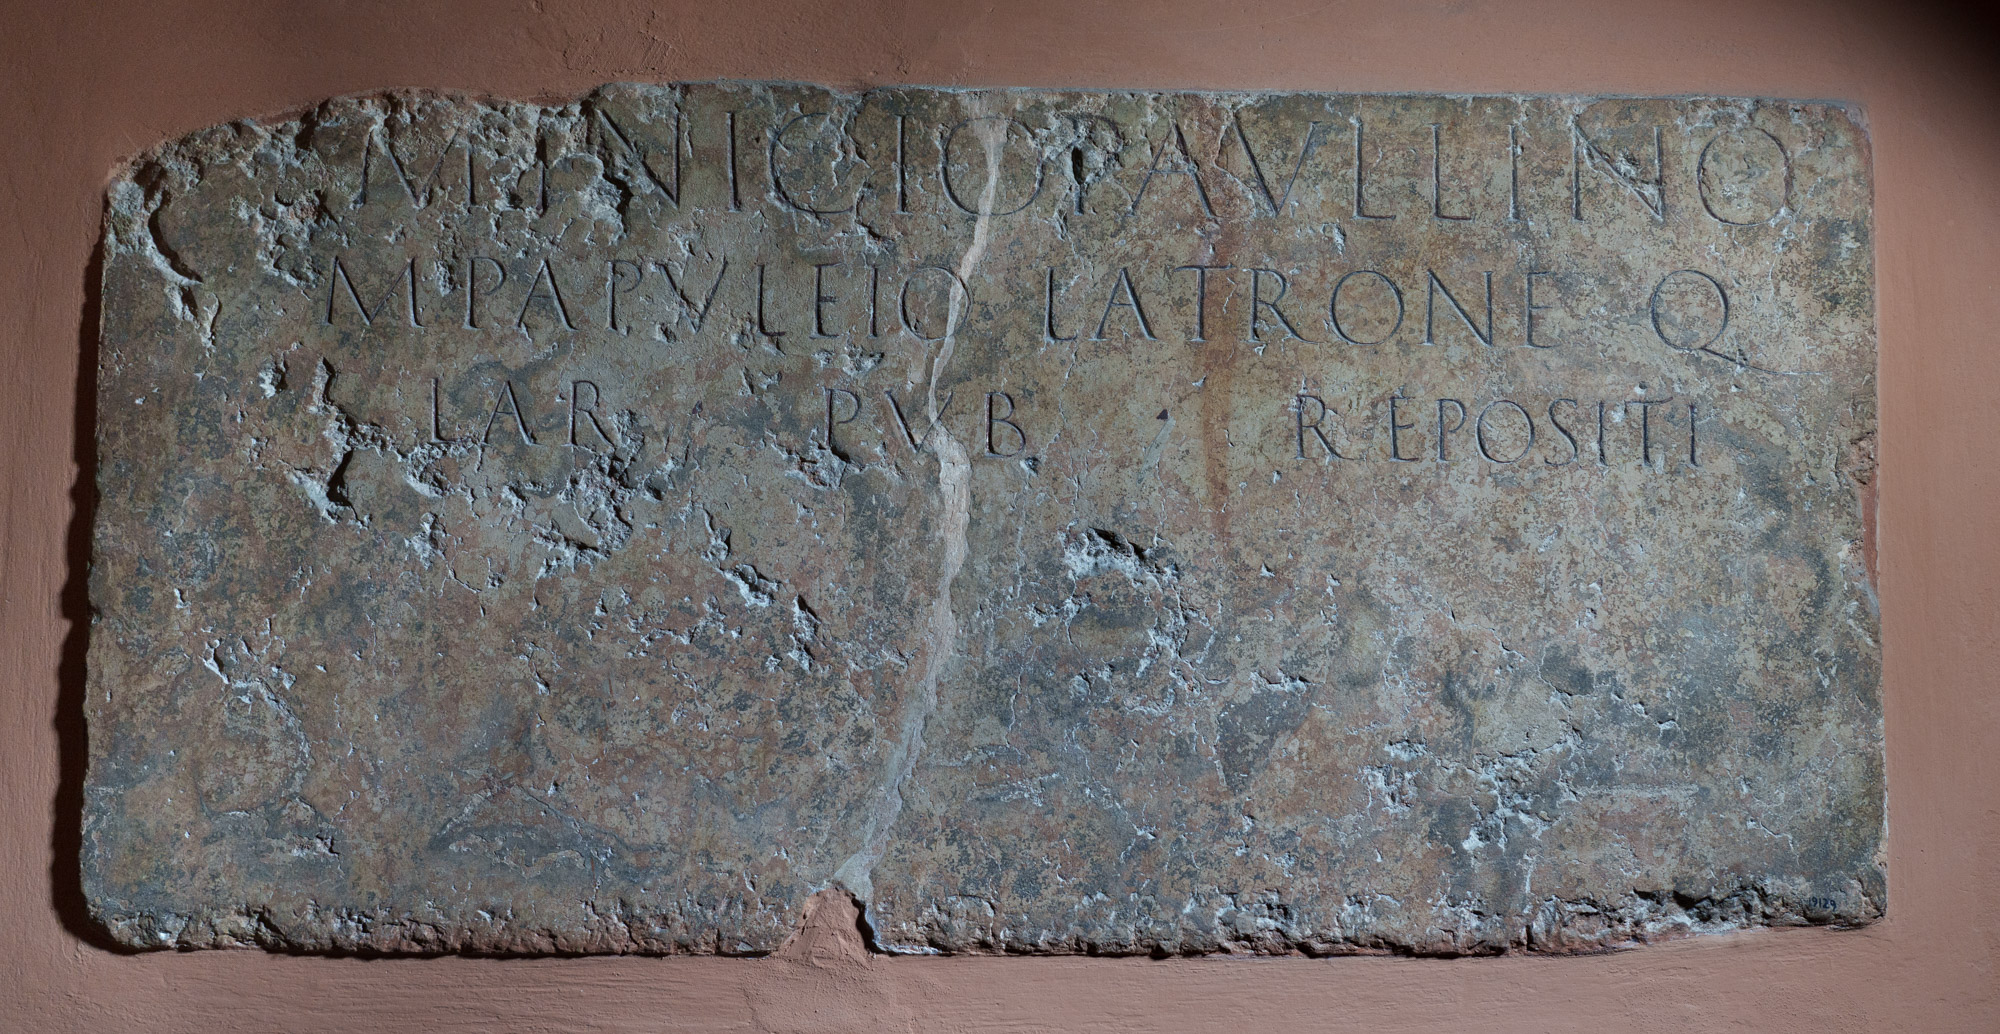 MINICIO PAVLLINO
M PAPVLEIO LATRONE Q
LAR PVB · REPOSITI